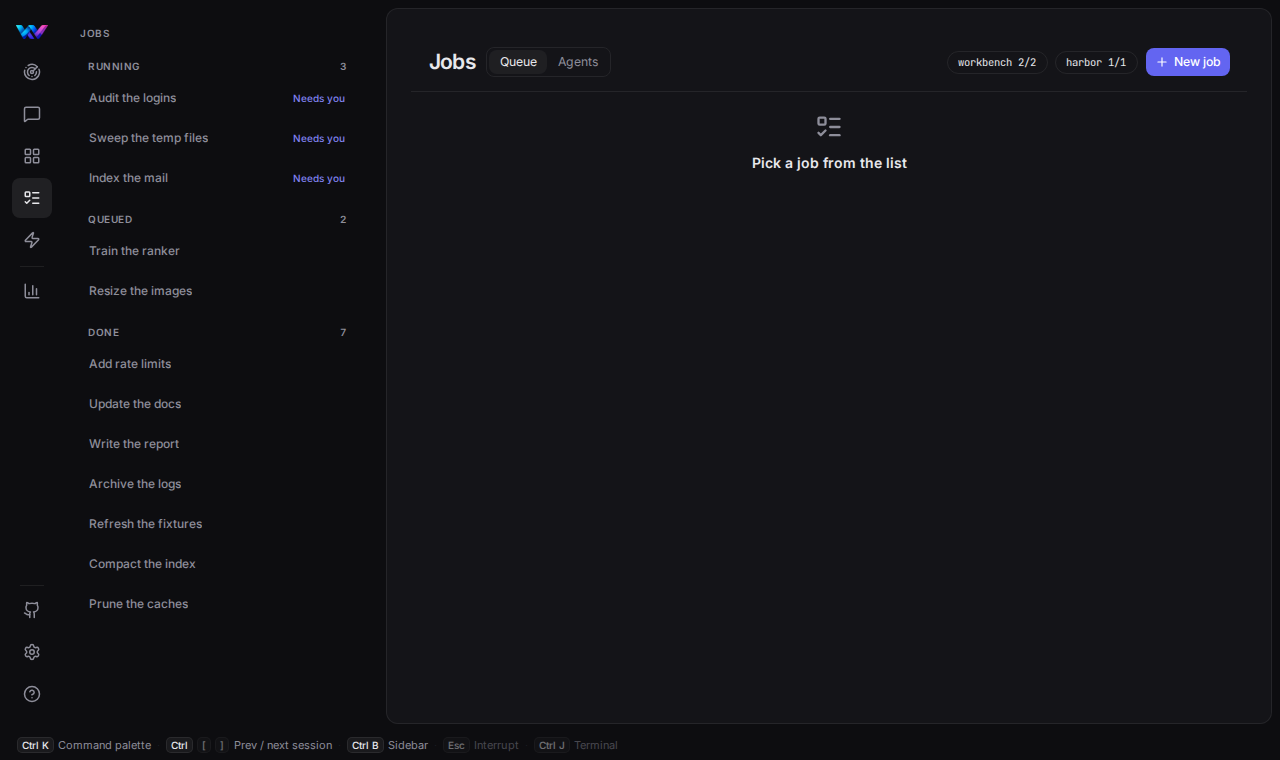 JOBS
RUNNING 3
Audit the logins Needs you
Sweep the temp files Needs you
Index the mail Needs you
QUEUED 2
Train the ranker
Resize the images
DONE 7
Add rate limits
Update the docs
Write the report
Archive the logs
Refresh the fixtures
Compact the index
Prune the caches
Jobs Queue Agents workbench 2/2 harbor 1/1 + New job
Pick a job from the list
Ctrl K Command palette Ctrl [ ] Prev / next session Ctrl B Sidebar Esc Interrupt Ctrl J Terminal